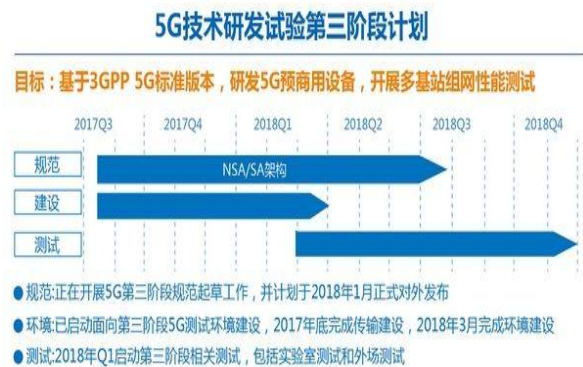 5G技术研发试验第三阶段计划
目标：基于3GPP 5G标准版本，研发5G预商用设备，开展多基站组网性能测试
2017Q3 2017Q4 2018Q1 2018Q2 2018Q3 2018Q4
规范 NSA/SA架构
建设
测试
●规范:正在开展5G第三阶段规范起草工作，并计划于2018年1月正式对外发布
●环境:已启动面向第三阶段5G测试环境建设，2017年底完成传输建设，2018年3月完成环境建设
●测试:2018年Q1启动第三阶段相关测试，包括实验室测试和外场测试